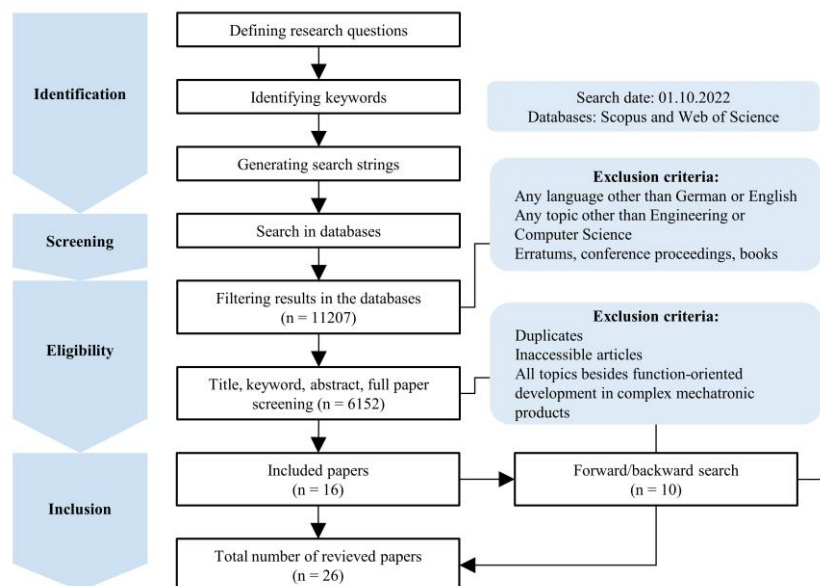 Defining research questions
Identification
Identifying keywords
Search date: 01.10.2022
Databases: Scopus and Web of Science
Generating search strings
Exclusion criteria:
Any language other than German or English
Any topic other than Engineering or
Computer Science
Erratums, conference proceedings, books
Screening
Search in databases
Filtering results in the databases
(n = 11207)
Eligibility
Exclusion criteria:
Duplicates
Inaccessible articles
All topics besides function-oriented
development in complex mechatronic
products
Title, keyword, abstract, full paper
screening (n = 6152)
Inclusion
Included papers
(n = 16)
Forward/backward search
(n = 10)
Total number of revieved papers
(n = 26)